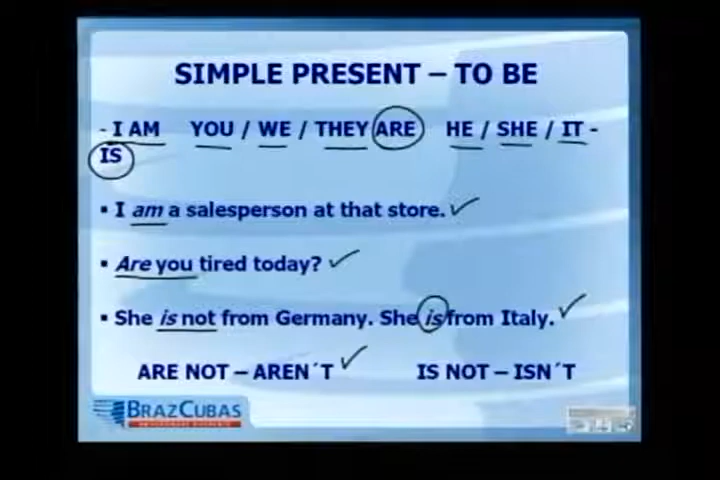 SIMPLE PRESENT – TO BE
- I AM YOU / WE / THEY ARE HE / SHE / IT -
IS
▪ I am a salesperson at that store.
▪ Are you tired today?
▪ She is not from Germany. She is from Italy.
ARE NOT – AREN´T IS NOT – ISN´T
BRAZCUBAS